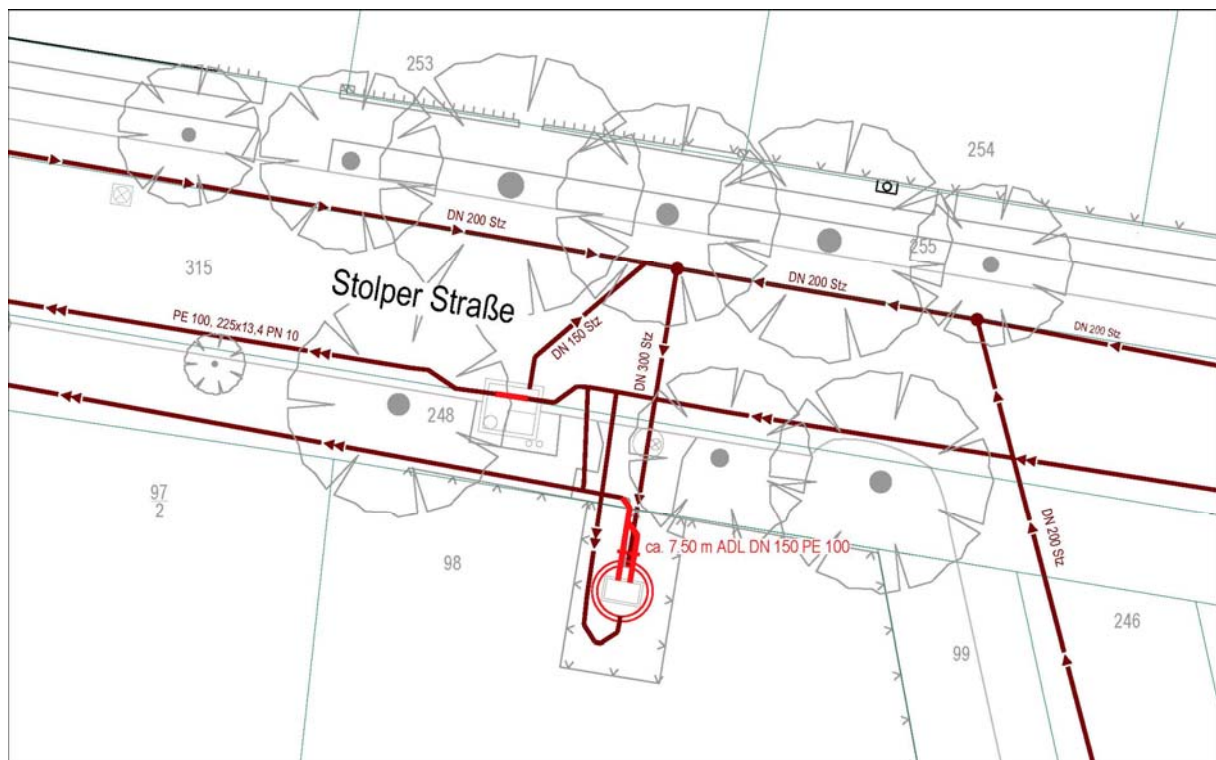 253
254
DN 200 Stz
255
315
Stolper Straße
DN 200 Stz
DN 200 Stz
PE 100, 225x13,4 PN 10
DN 150 Stz
DN 300 Stz
248
97
2
DN 200 Stz
ca. 7,50 m ADL DN 150 PE 100
98
246
99